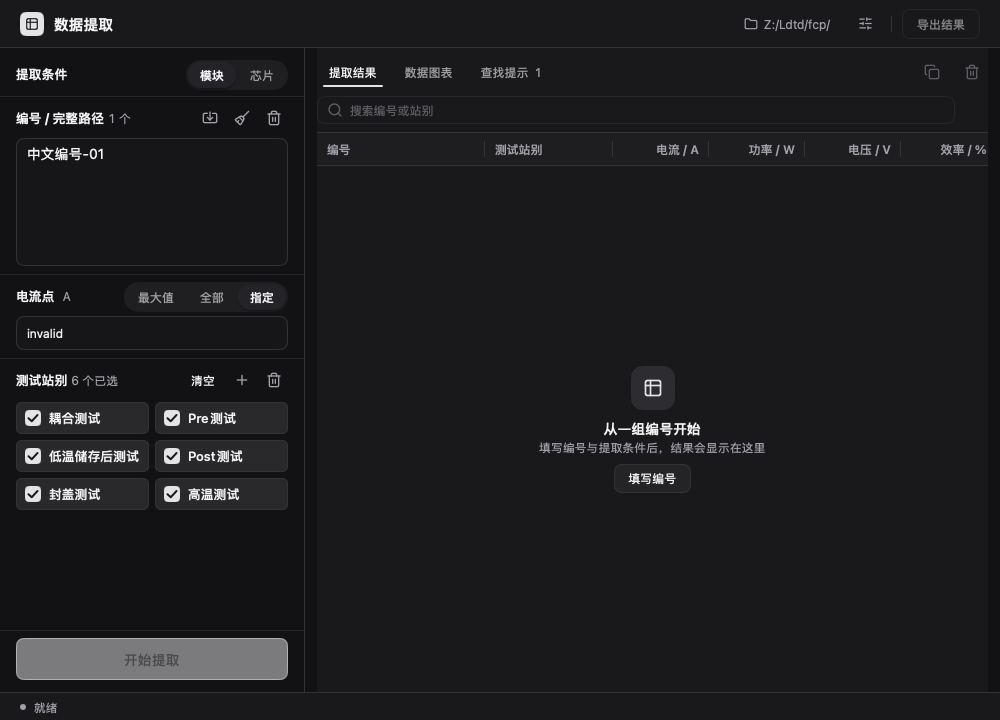 数据提取
Z:/Ldtd/fcp/
导出结果
提取条件
模块
芯片
编号 / 完整路径 1 个
中文编号-01
电流点 A
最大值
全部
指定
invalid
测试站别 6 个已选
清空
耦合测试
Pre测试
低温储存后测试
Post测试
封盖测试
高温测试
开始提取
就绪
提取结果
数据图表
查找提示 1
搜索编号或站别
编号
测试站别
电流 / A
功率 / W
电压 / V
效率 / %
从一组编号开始
填写编号与提取条件后，结果会显示在这里
填写编号